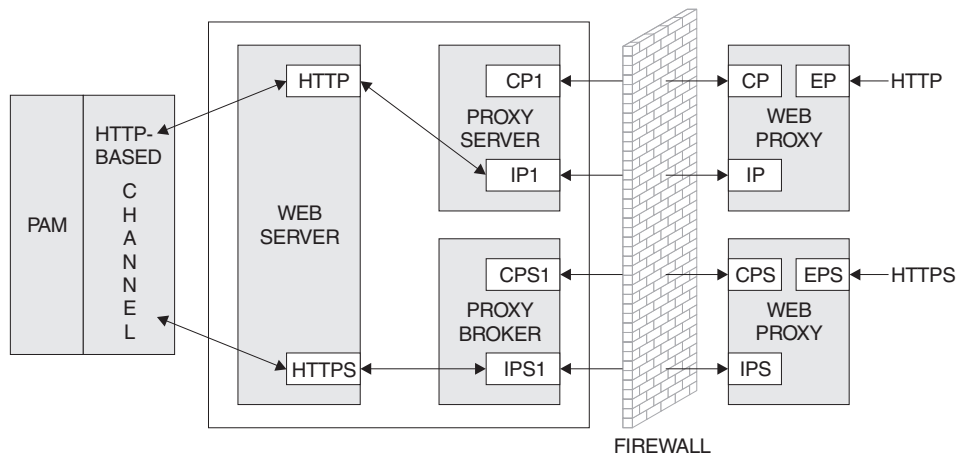 PAM
HTTP-
BASED
C
H
A
N
N
E
L
HTTP
WEB
SERVER
HTTPS
CP1
PROXY
SERVER
IP1
CPS1
PROXY
BROKER
IPS1
FIREWALL
CP
EP
HTTP
WEB
PROXY
IP
CPS
EPS
HTTPS
WEB
PROXY
IPS